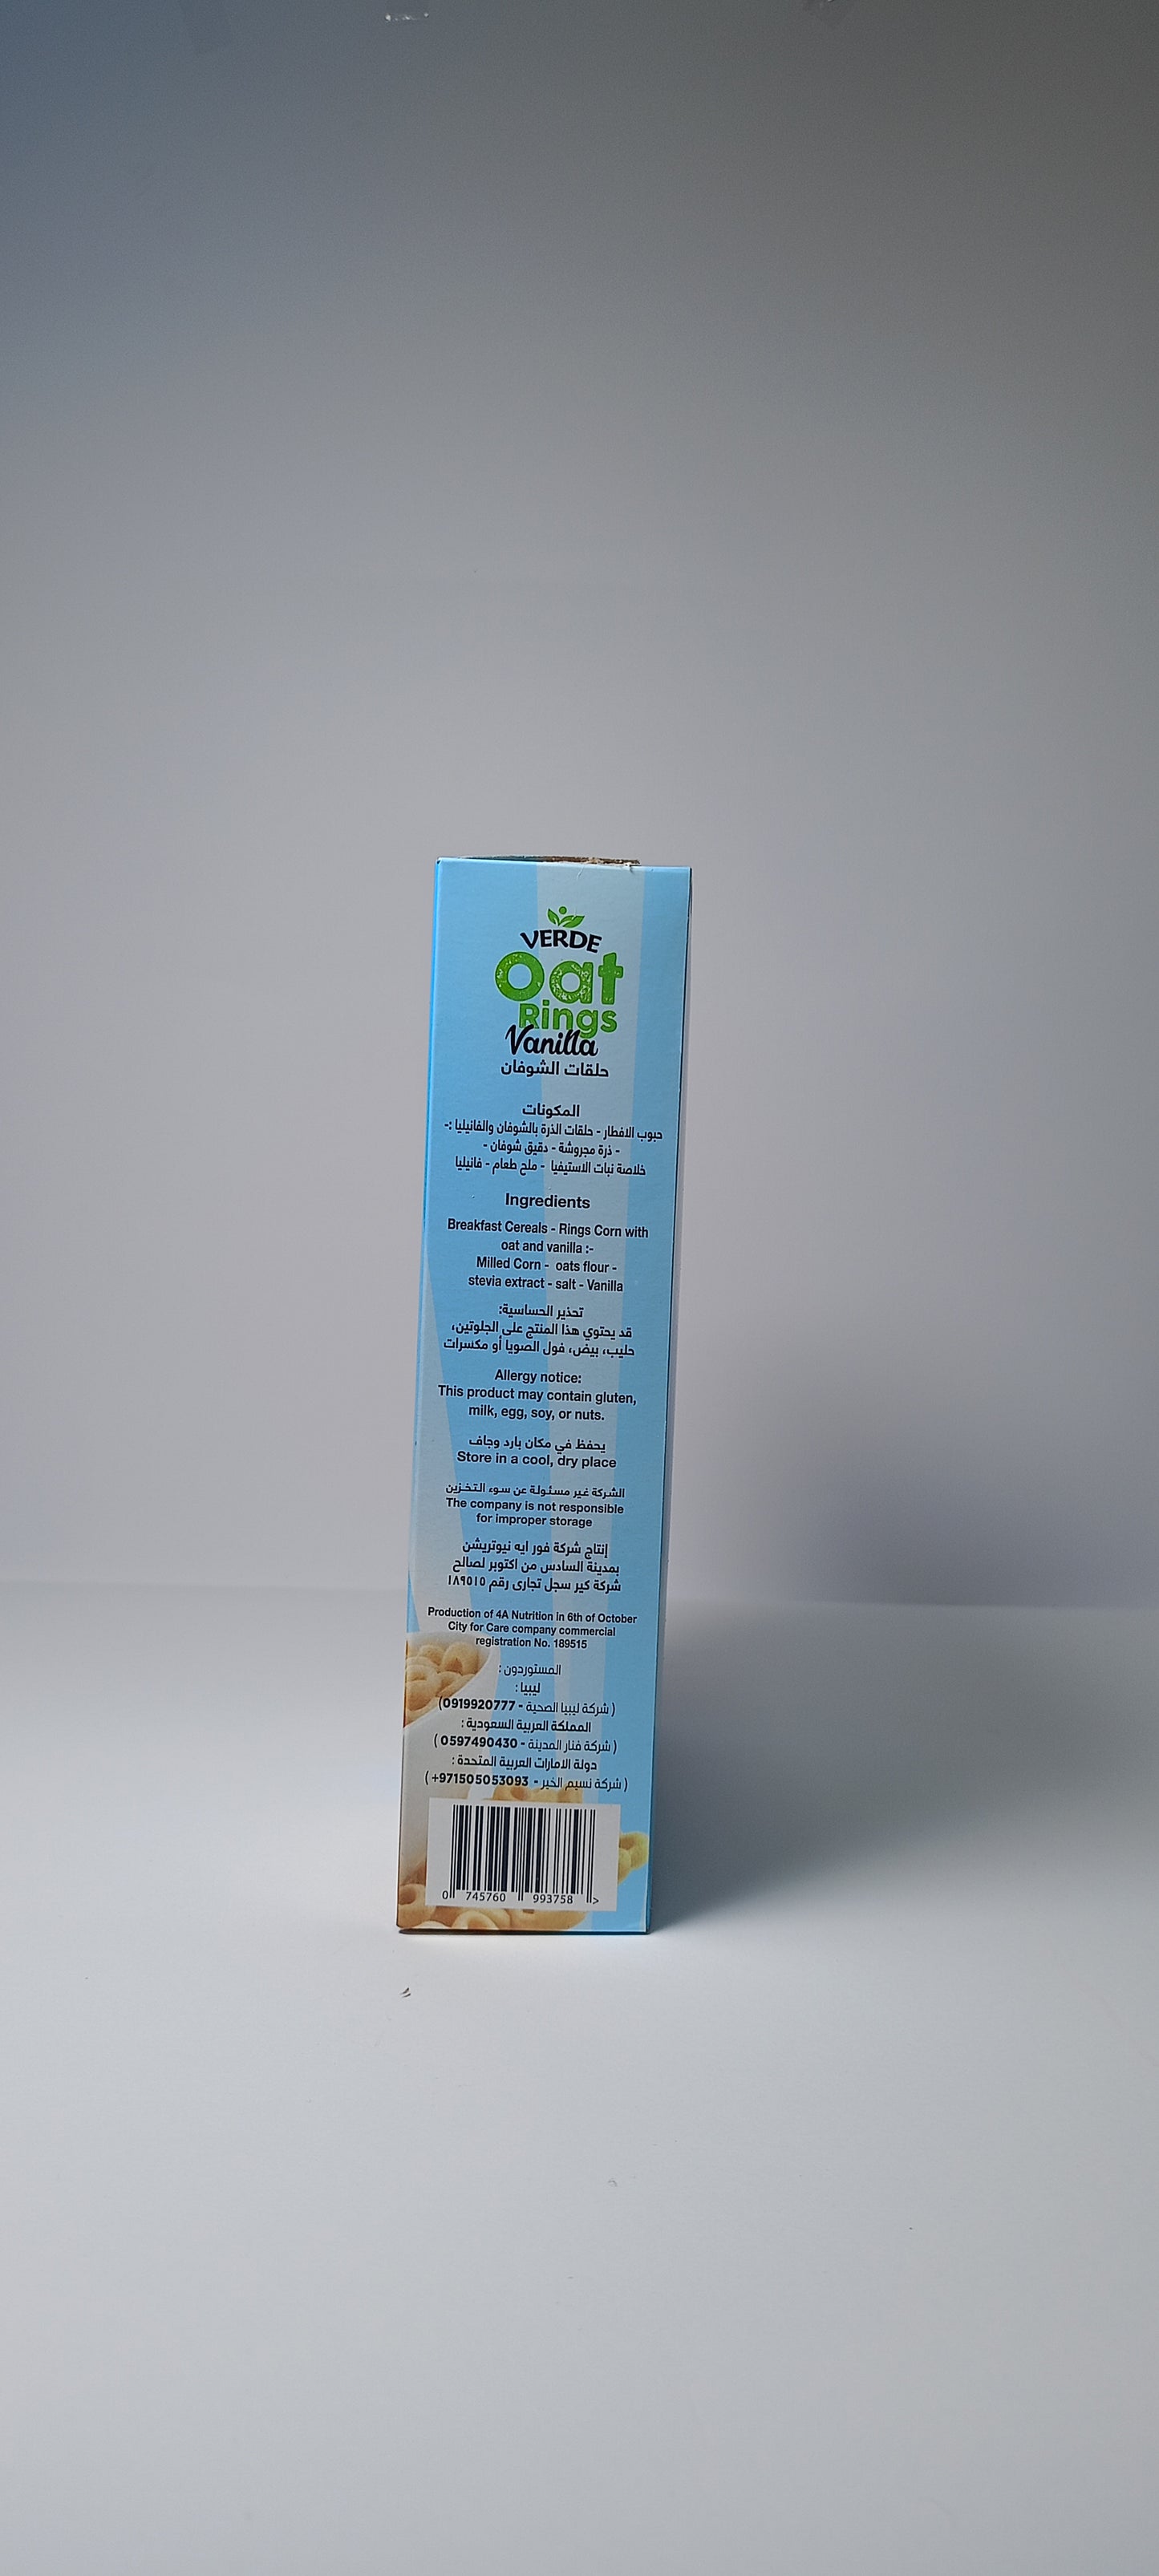 VERDE
oat
Rings
Vanilla
حلقات الشوفان
المكونات
حبوب الافطار - حلقات الذرة بالشوفان والفانيليا :-
- ذرة مجروشة - دقيق شوفان -
خلاصة نبات الاستيفيا - ملح طعام - فانيليا
Ingredients
Breakfast Cereals - Rings Corn with
oat and vanilla :-
Milled Corn - oats flour -
stevia extract - salt - Vanilla
تحذير الحساسية:
قد يحتوي هذا المنتج على الجلوتين،
حليب، بيض، فول الصويا أو مكسرات
Allergy notice:
This product may contain gluten,
milk, egg, soy, or nuts.
يحفظ في مكان بارد وجاف
Store in a cool, dry place
الشركة غير مسئولة عن سوء التخزين
The company is not responsible
for improper storage
إنتاج شركة فور ايه نيوتريشن
بمدينة السادس من اكتوبر لصالح
شركة كير سجل تجارى رقم ١٨٩٥١٥
Production of 4A Nutrition in 6th of October
City for Care company commercial
registration No. 189515
المستوردون :
ليبيا :
( شركة ليبيا الصحية - 0919920777)
المملكة العربية السعودية :
( شركة فنار المدينة - 0597490430 )
دولة الامارات العربية المتحدة :
( شركة نسيم الخير - 971505053093+ )
0 745760 993758 >